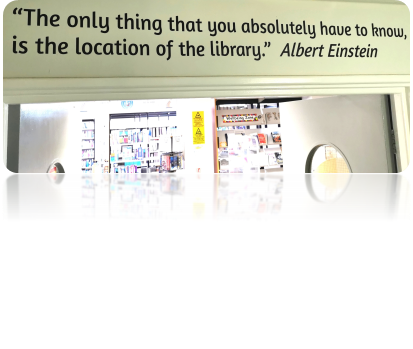 “The only thing that you absolutely have to know,
is the location of the library.” Albert Einstein